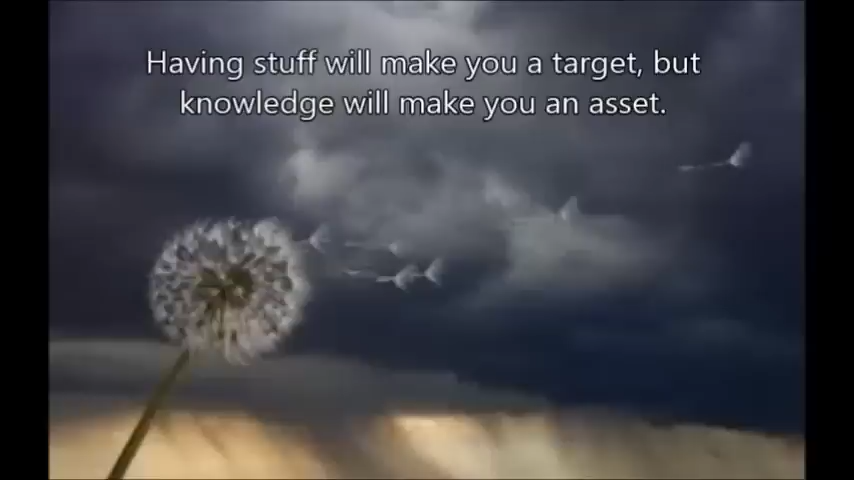 Having stuff will make you a target, but
knowledge will make you an asset.